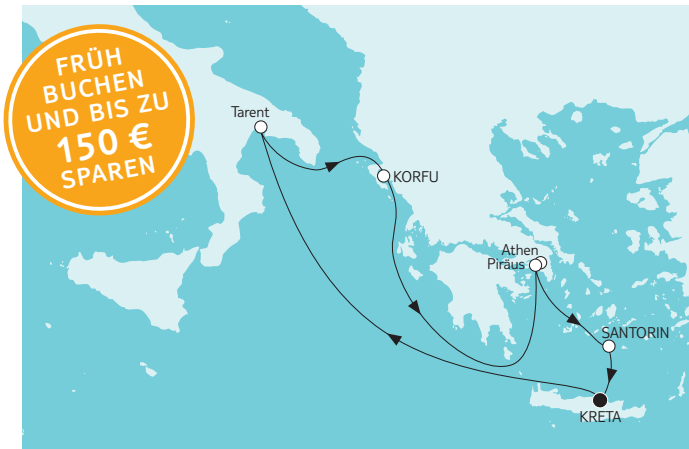 FRÜH
BUCHEN
UND BIS ZU
150 €
SPAREN
Tarent
KORFU
Athen
Piräus
SANTORIN
KRETA